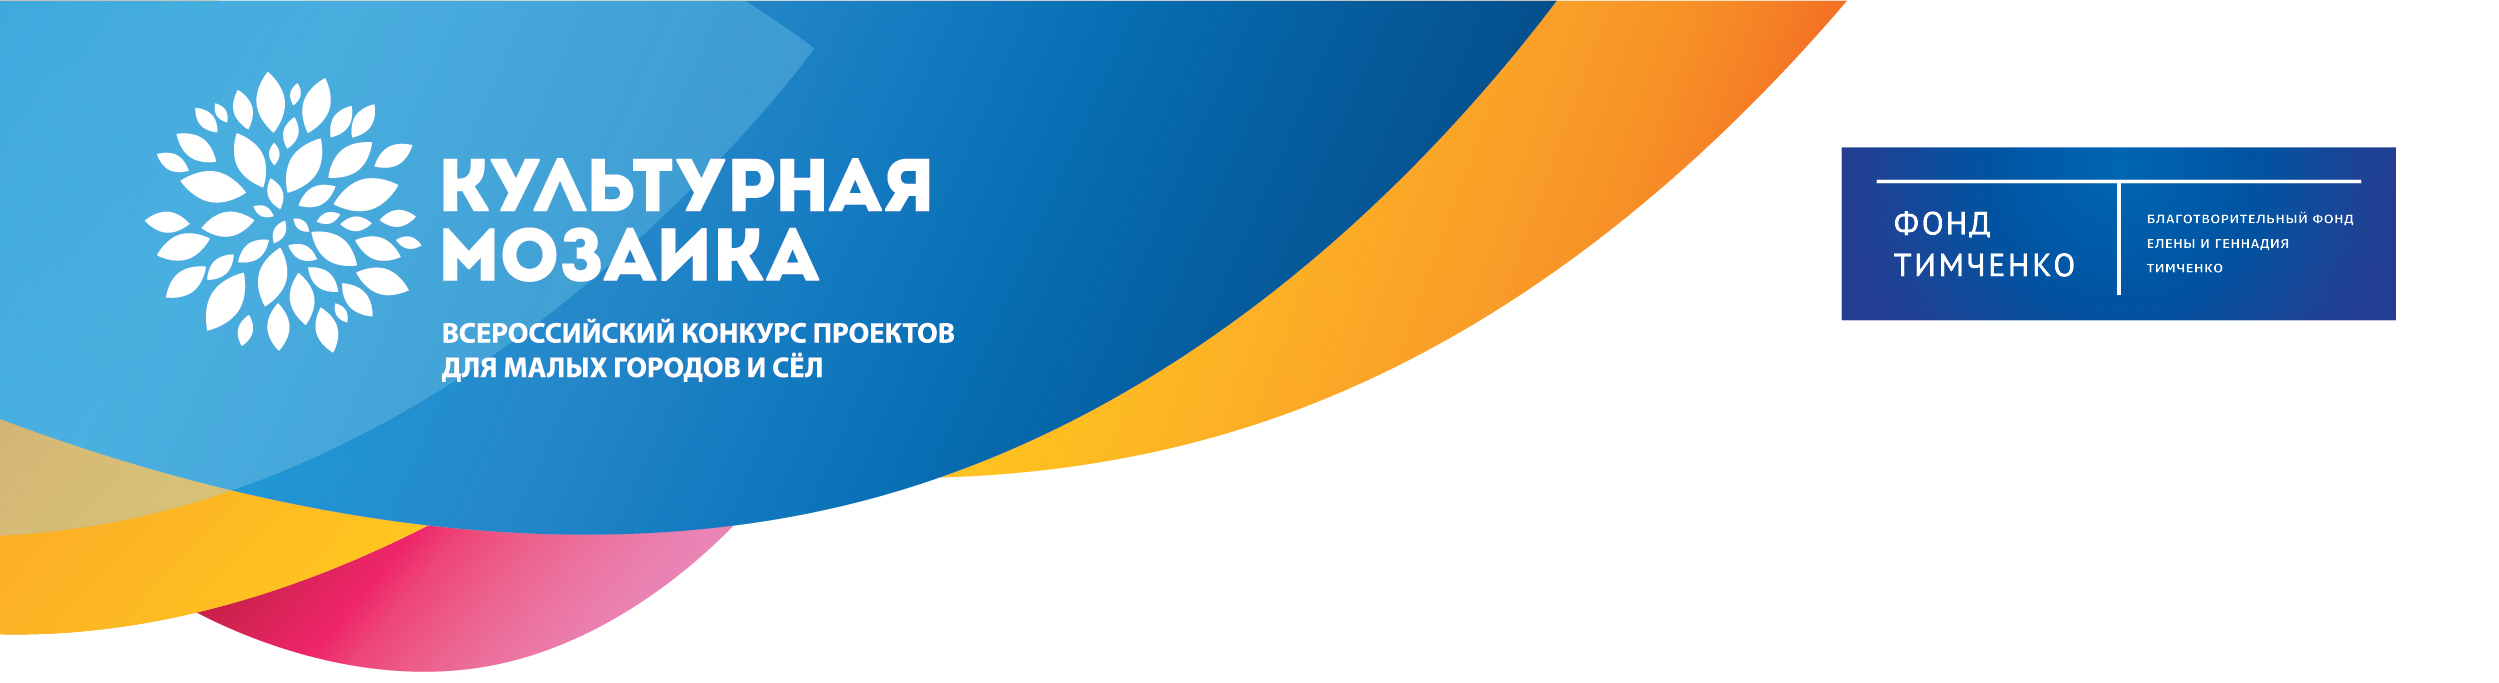 КУЛЬТУРНАЯ
МОЗАИКА
ВСЕРОССИЙСКИЙ КОНКУРС ПРОЕКТОВ
ДЛЯ МАЛЫХ ГОРОДОВ И СЁЛ
ФОНД
ТИМЧЕНКО
БЛАГОТВОРИТЕЛЬНЫЙ ФОНД
ЕЛЕНЫ И ГЕННАДИЯ
ТИМЧЕНКО